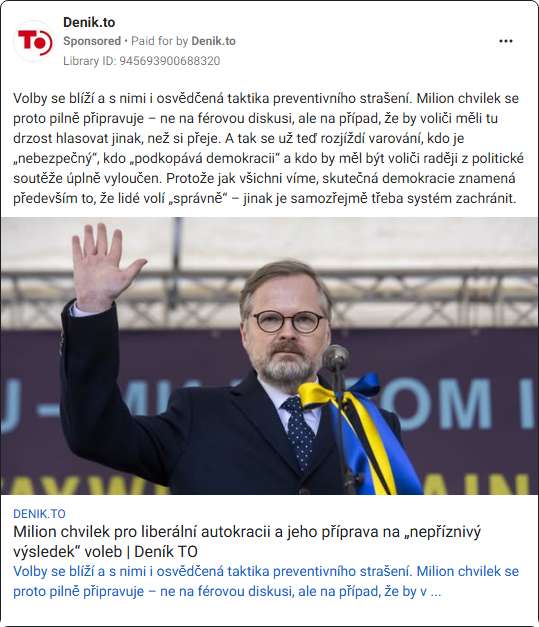 Denik.to
Sponsored • Paid for by Denik.to
Library ID: 945693900688320
TO
Volby se blíží a s nimi i osvědčená taktika preventivního strašení. Milion chvilek se
proto pilně připravuje – ne na férovou diskusi, ale na případ, že by voliči měli tu
drzost hlasovat jinak, než si přeje. A tak se už teď rozjíždí varování, kdo je
„nebezpečný“, kdo „podkopává demokracii“ a kdo by měl být voliči raději z politické
soutěže úplně vyloučen. Protože jak všichni víme, skutečná demokracie znamená
především to, že lidé volí „správně“ – jinak je samozřejmě třeba systém zachránit.
DENIK.TO
Milion chvilek pro liberální autokracii a jeho příprava na „nepříznivý
výsledek“ voleb | Deník TO
Volby se blíží a s nimi i osvědčená taktika preventivního strašení. Milion chvilek se
proto pilně připravuje – ne na férovou diskusi, ale na případ, že by v ...